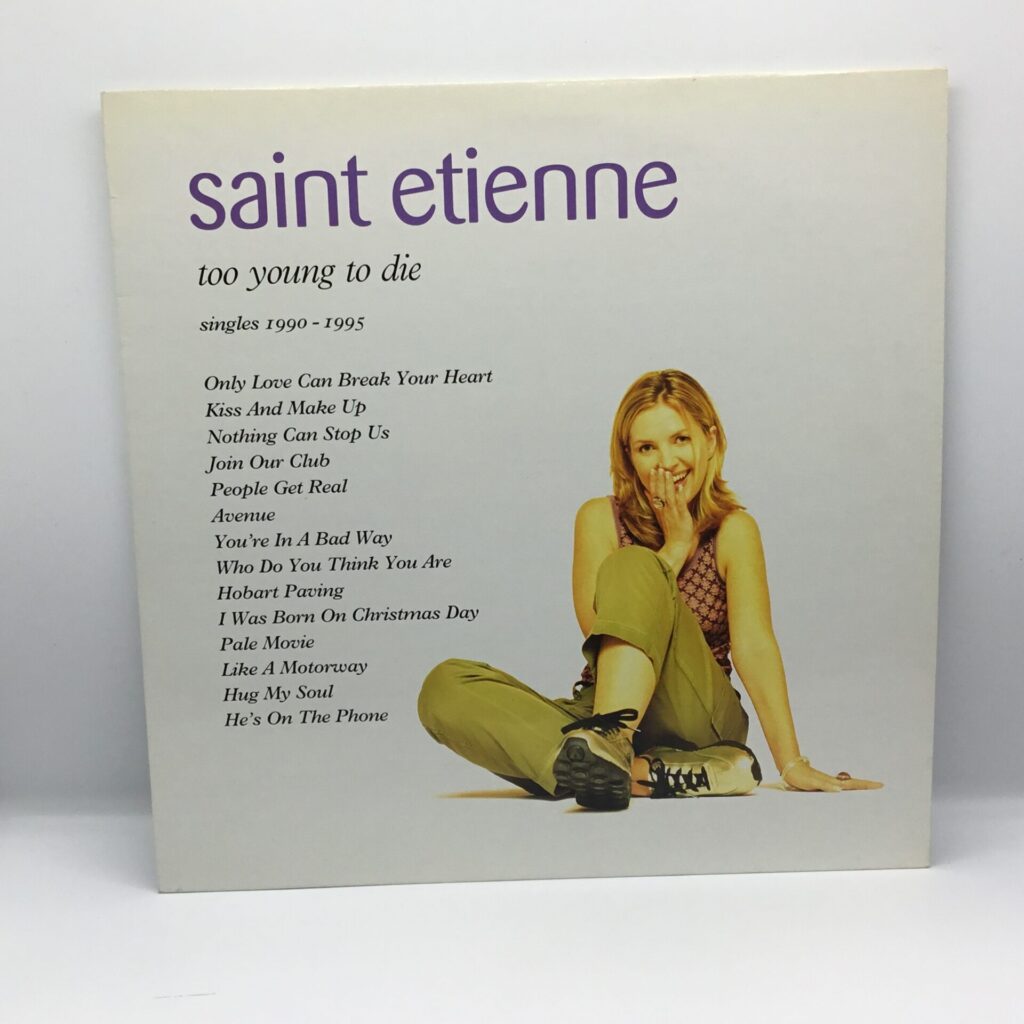 saint etienne
too young to die
singles 1990 - 1995
Only Love Can Break Your Heart
Kiss And Make Up
Nothing Can Stop Us
Join Our Club
People Get Real
Avenue
You're In A Bad Way
Who Do You Think You Are
Hobart Paving
I Was Born On Christmas Day
Pale Movie
Like A Motorway
Hug My Soul
He's On The Phone